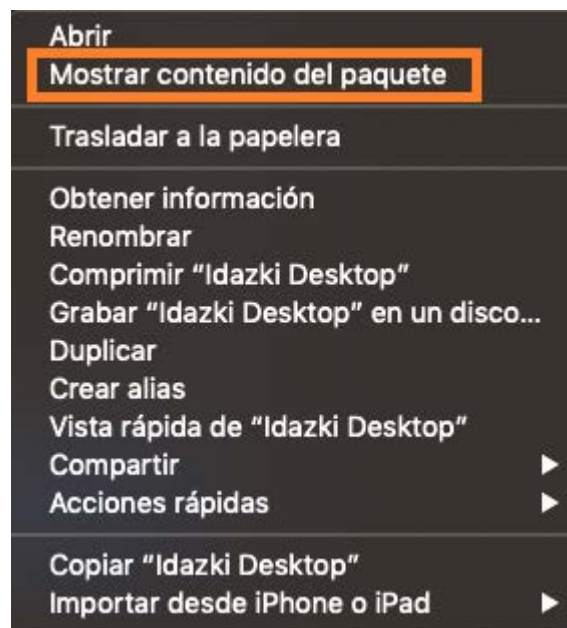 Abrir
Mostrar contenido del paquete
Trasladar a la papelera
Obtener información
Renombrar
Comprimir “Idazki Desktop”
Grabar “Idazki Desktop” en un disco...
Duplicar
Crear alias
Vista rápida de “Idazki Desktop”
Compartir
Acciones rápidas
Copiar “Idazki Desktop”
Importar desde iPhone o iPad